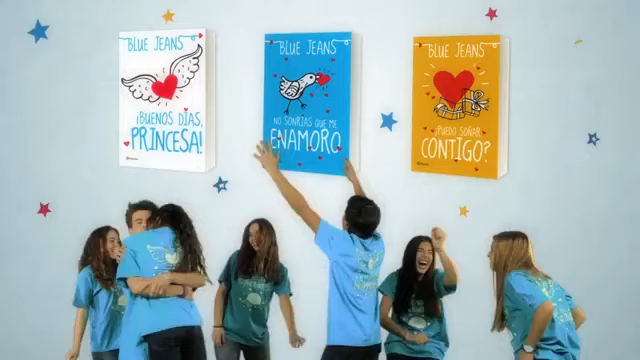 BLUE JEANS
¡BUENOS DÍAS,
PRINCESA!
BLUE JEANS
NO SONRÍAS QUE ME
ENAMORO
BLUE JEANS
¿PUEDO SOÑAR
CONTIGO?